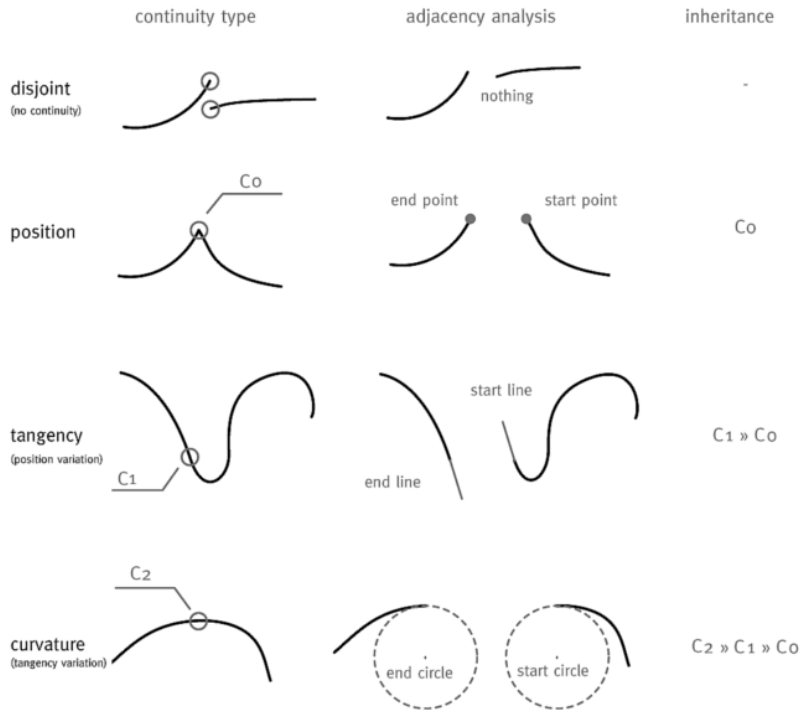 continuity type
adjacency analysis
inheritance
disjoint
(no continuity)
nothing
-
position
Co
end point
start point
Co
tangency
(position variation)
C1
end line
start line
C1 » Co
curvature
(tangency variation)
C2
end circle
start circle
C2 » C1 » Co